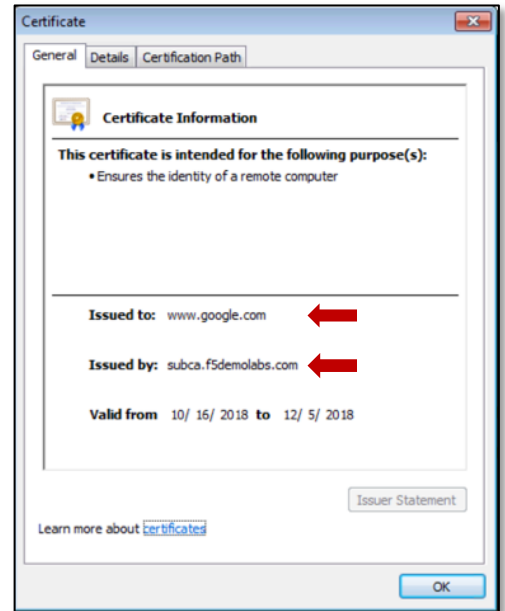 Certificate
General Details Certification Path
Certificate Information
This certificate is intended for the following purpose(s):
• Ensures the identity of a remote computer
Issued to: www.google.com
Issued by: subca.f5demolabs.com
Valid from 10/ 16/ 2018 to 12/ 5/ 2018
Issuer Statement
Learn more about certificates
OK